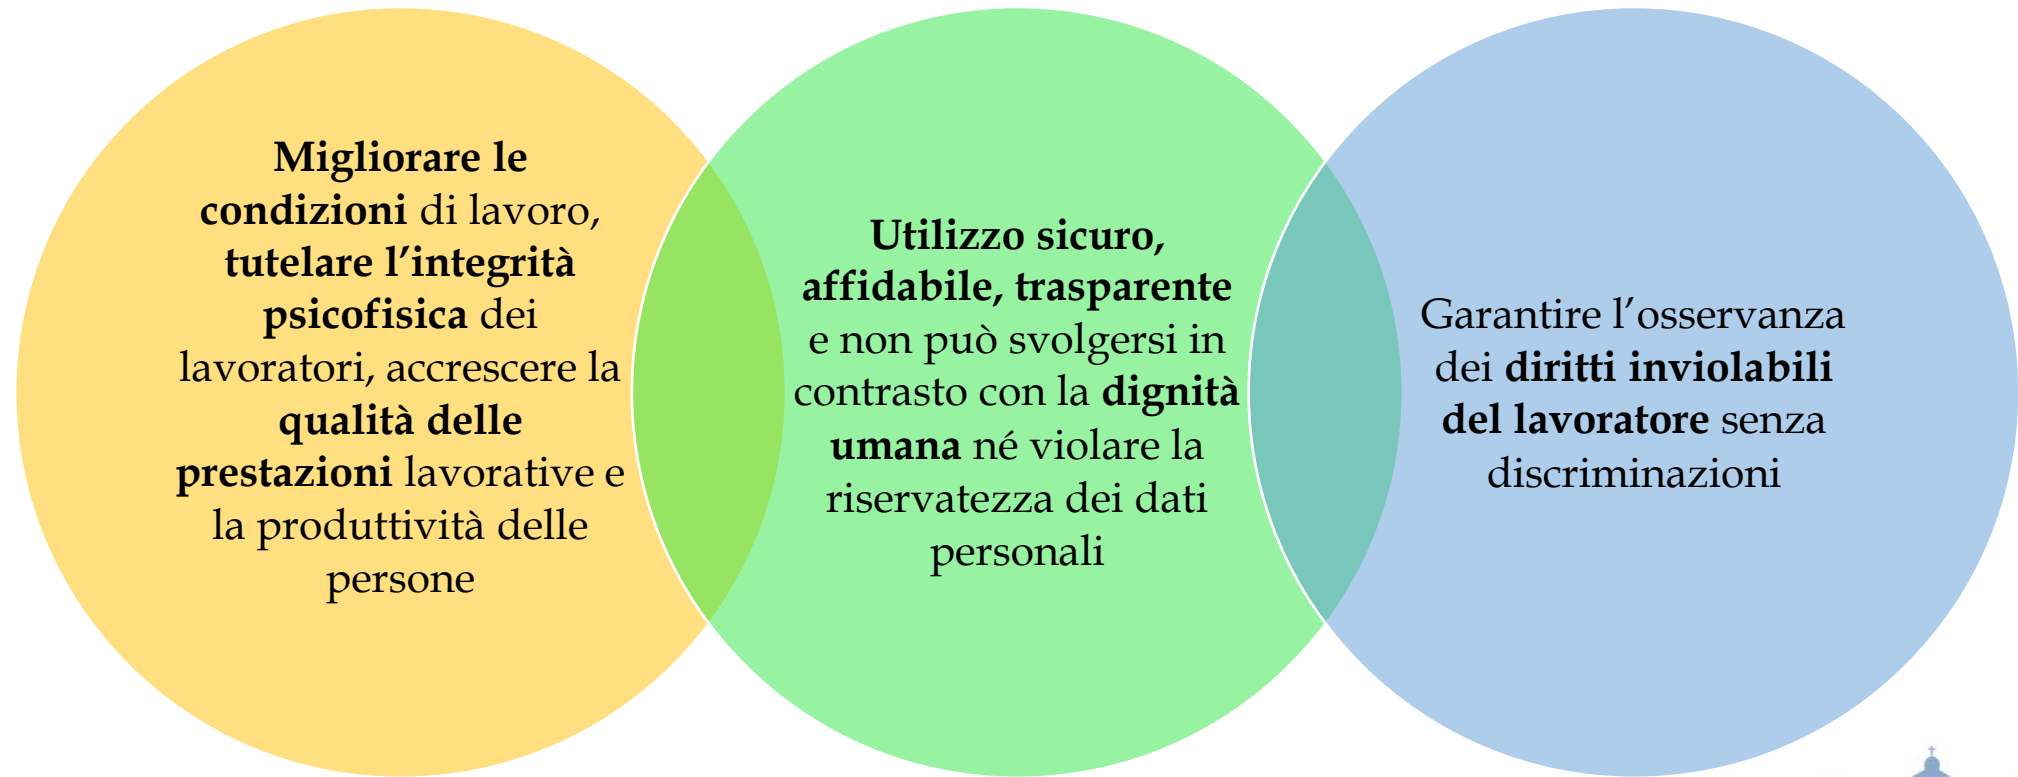 Migliorare le
condizioni di lavoro,
tutelare l’integrità
psicofisica dei
lavoratori, accrescere la
qualità delle
prestazioni lavorative e
la produttività delle
persone
Utilizzo sicuro,
affidabile, trasparente
e non può svolgersi in
contrasto con la dignità
umana né violare la
riservatezza dei dati
personali
Garantire l’osservanza
dei diritti inviolabili
del lavoratore senza
discriminazioni